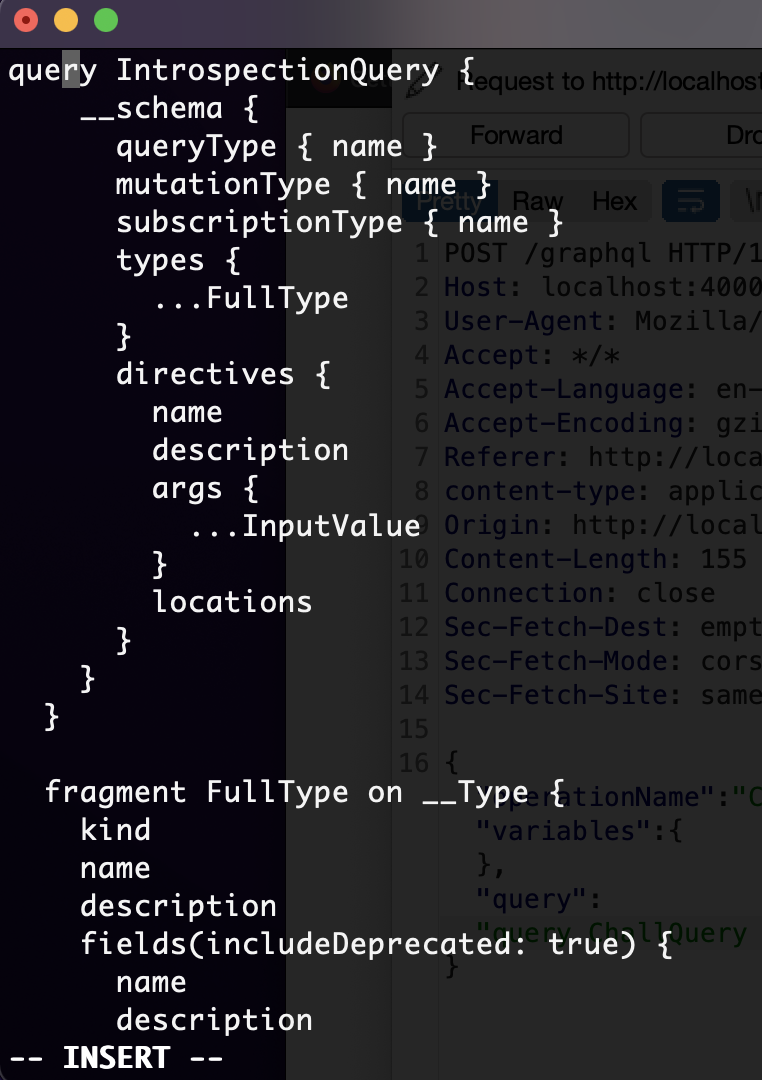 query IntrospectionQuery {
__schema {
queryType { name }
mutationType { name }
subscriptionType { name }
types {
...FullType
}
directives {
name
description
args {
...InputValue
}
locations
}
}
}
fragment FullType on __Type {
kind
name
description
fields(includeDeprecated: true) {
name
description
-- INSERT --
Request to http://localhost
Forward
Dro
Pretty Raw Hex
1 POST /graphql HTTP/1
2 Host: localhost:4000
3 User-Agent: Mozilla/
4 Accept: */*
5 Accept-Language: en-
6 Accept-Encoding: gzi
7 Referer: http://loca
8 content-type: applic
9 Origin: http://local
10 Content-Length: 155
11 Connection: close
12 Sec-Fetch-Dest: empt
13 Sec-Fetch-Mode: cors
14 Sec-Fetch-Site: same
15
16 {
"operationName":"C
"variables":{
},
"query":
"query ChallQuery
}